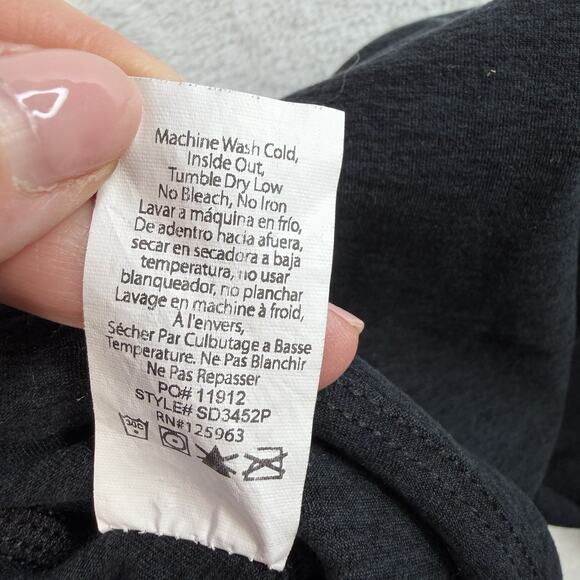 Machine Wash Cold,
Inside Out,
Tumble Dry Low
No Bleach, No Iron
Lavar a máquina en frío,
De adentro hacia afuera,
secar en secadora a baja
temperatura, no usar
blanqueador, no planchar
Lavage en machine à froid,
À l'envers,
Sécher Par Culbutage a Basse
Temperature. Ne Pas Blanchir
Ne Pas Repasser
PO# 11912
STYLE# SD3452P
RN#125963
30C